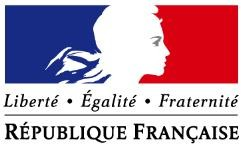 Liberté • Égalité • Fraternité
RÉPUBLIQUE FRANÇAISE